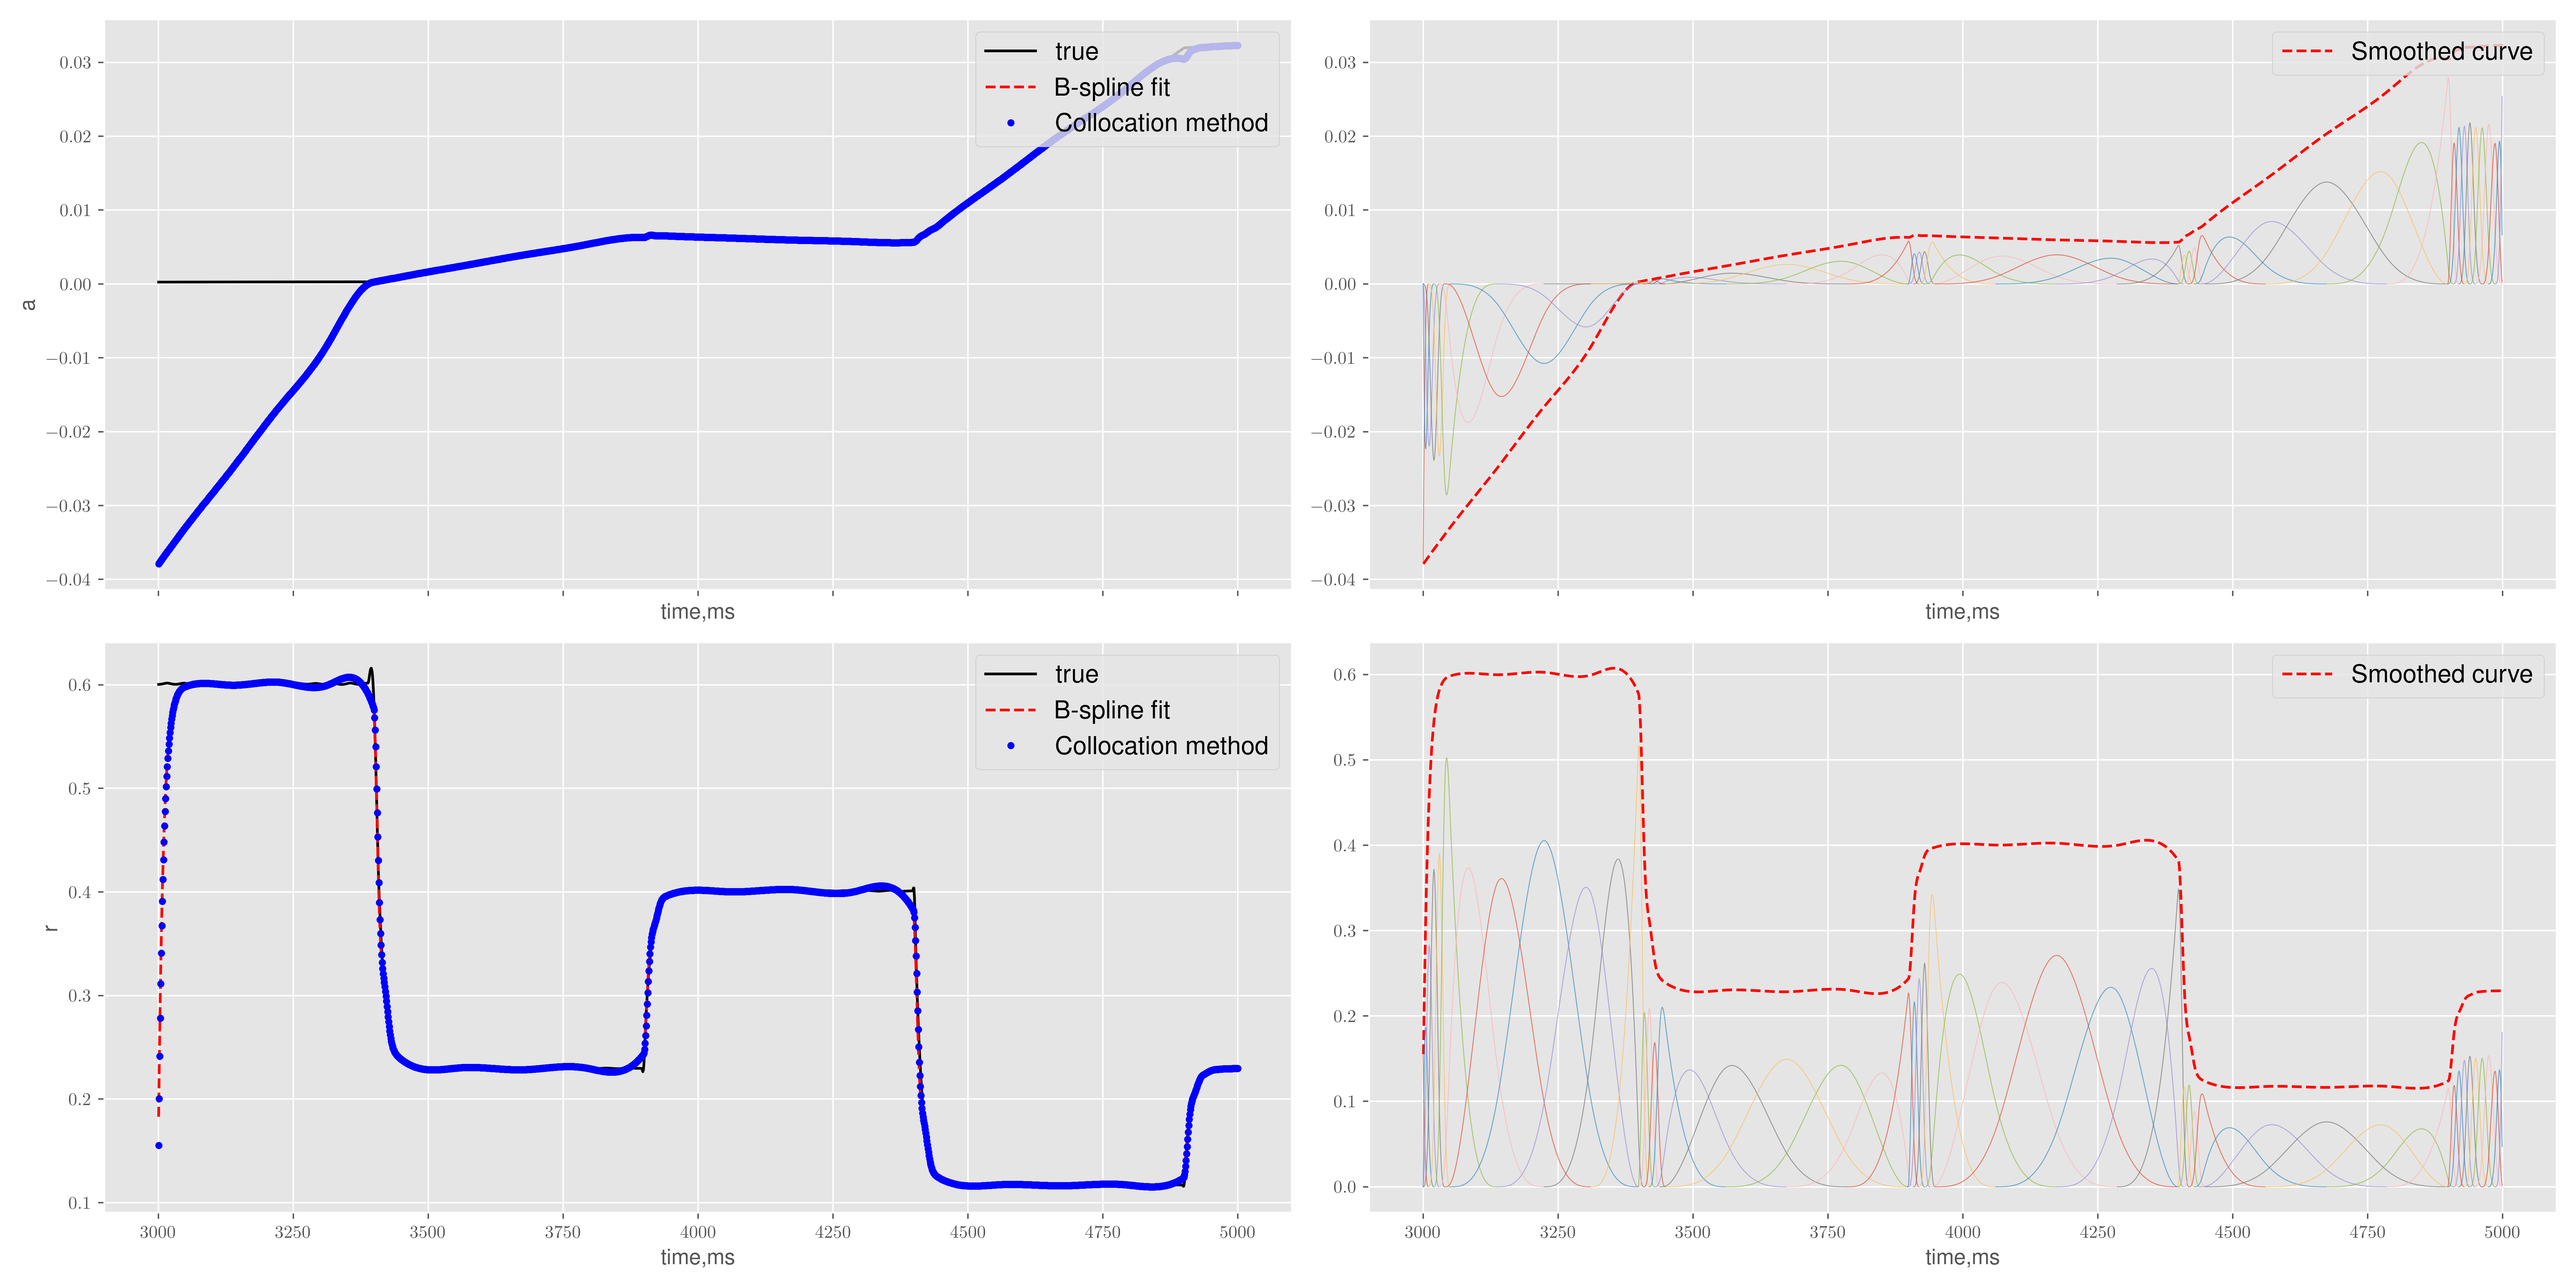 true
B-spline fit
Collocation method
0.03
0.02
0.01
0.00
−0.01
−0.02
−0.03
−0.04
a
time,ms
Smoothed curve
0.03
0.02
0.01
0.00
−0.01
−0.02
−0.03
−0.04
time,ms
true
B-spline fit
Collocation method
0.6
0.5
0.4
0.3
0.2
0.1
r
3000 3250 3500 3750 4000 4250 4500 4750 5000
time,ms
Smoothed curve
0.6
0.5
0.4
0.3
0.2
0.1
0.0
3000 3250 3500 3750 4000 4250 4500 4750 5000
time,ms